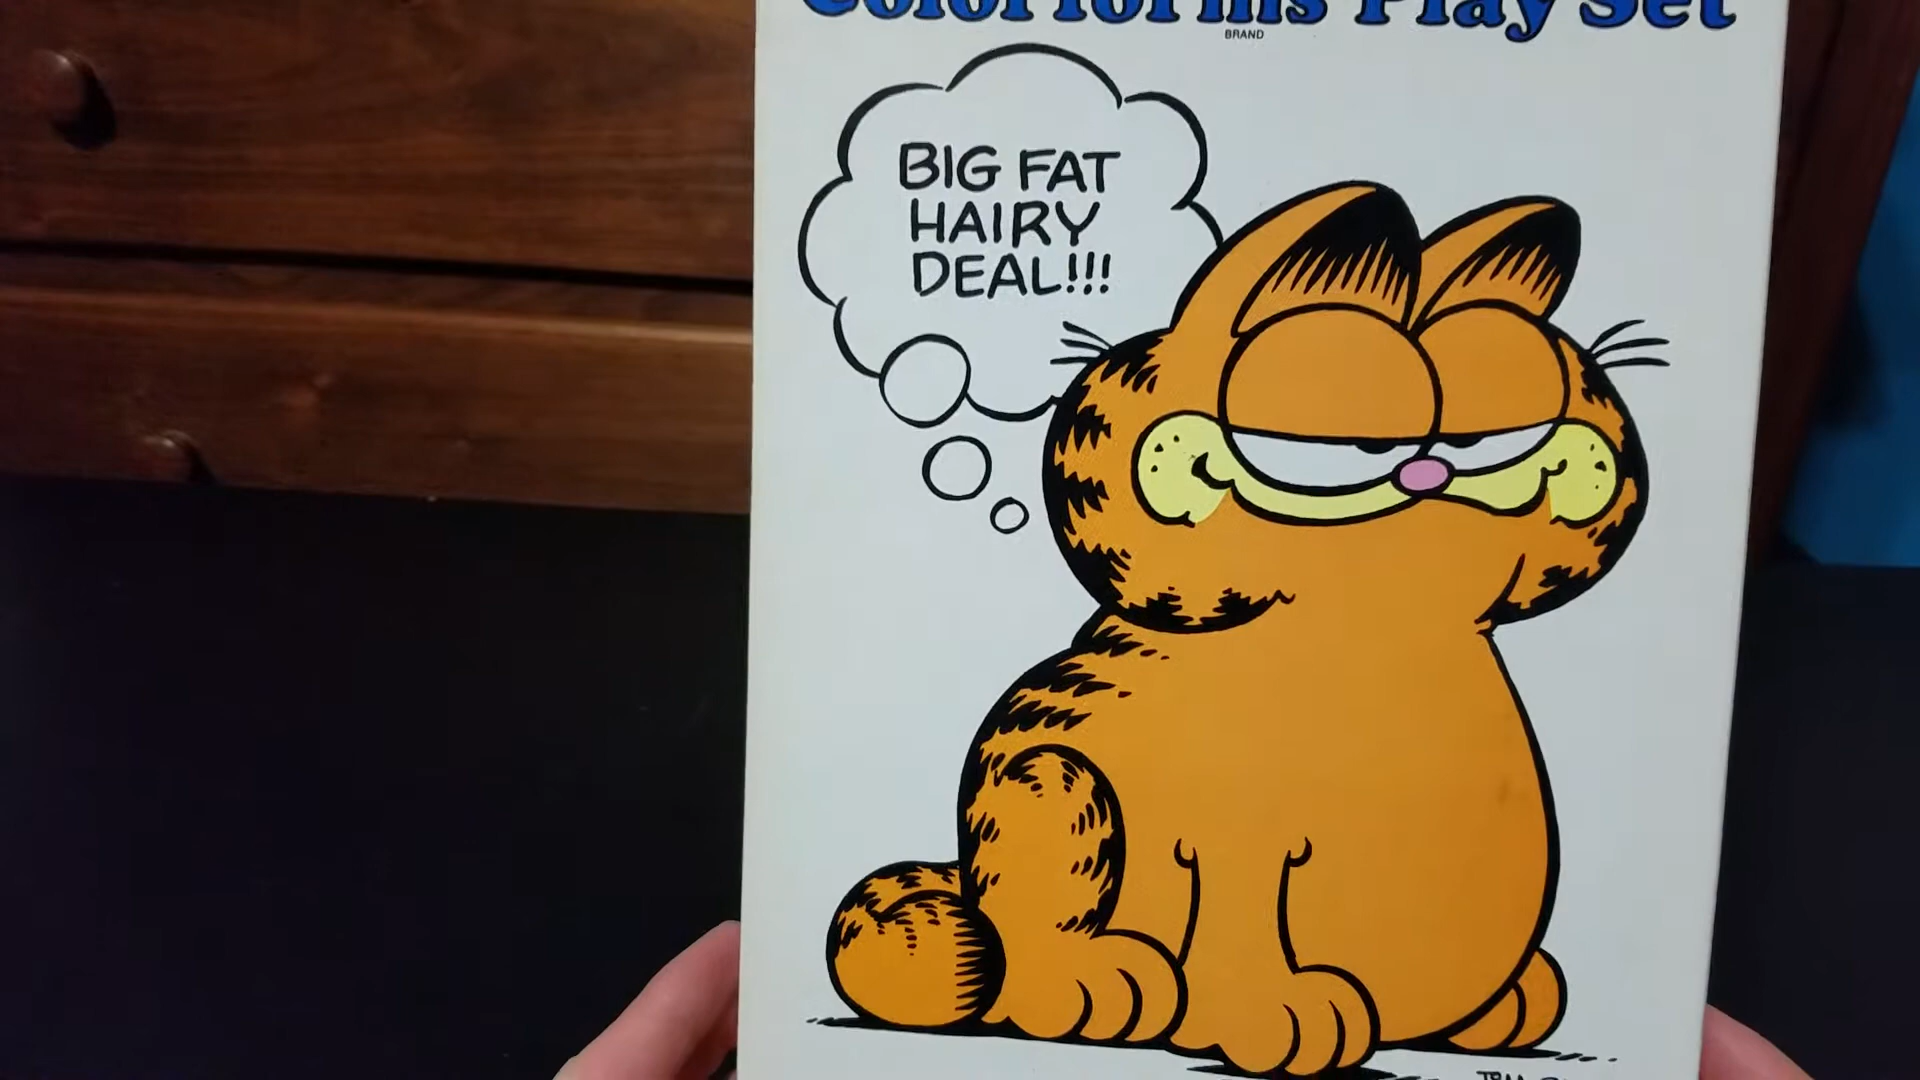 Colorforms Play Set
BRAND
BIG FAT
HAIRY
DEAL!!!